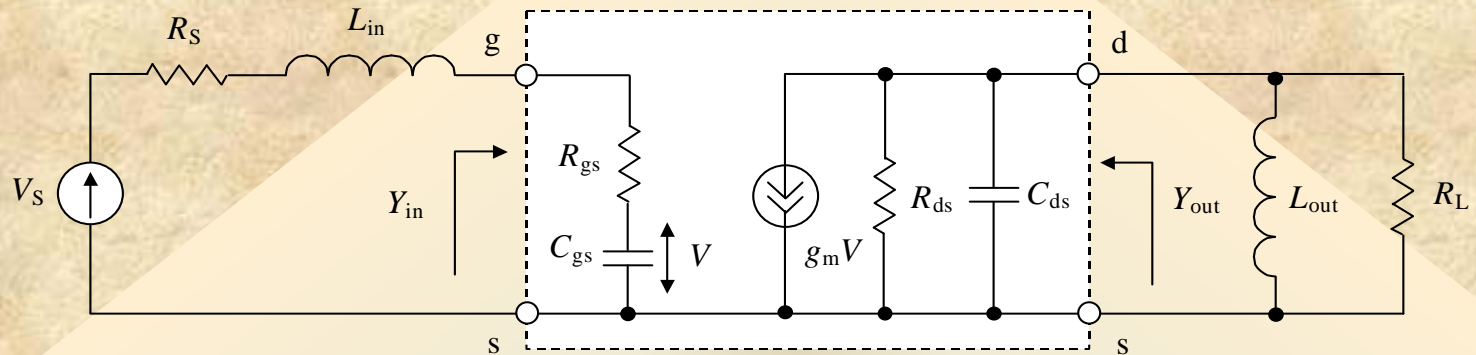 R_S
L_in
g
d
V_S
Y_in
R_gs
C_gs
V
g_mV
R_ds
C_ds
Y_out
L_out
R_L
s
s